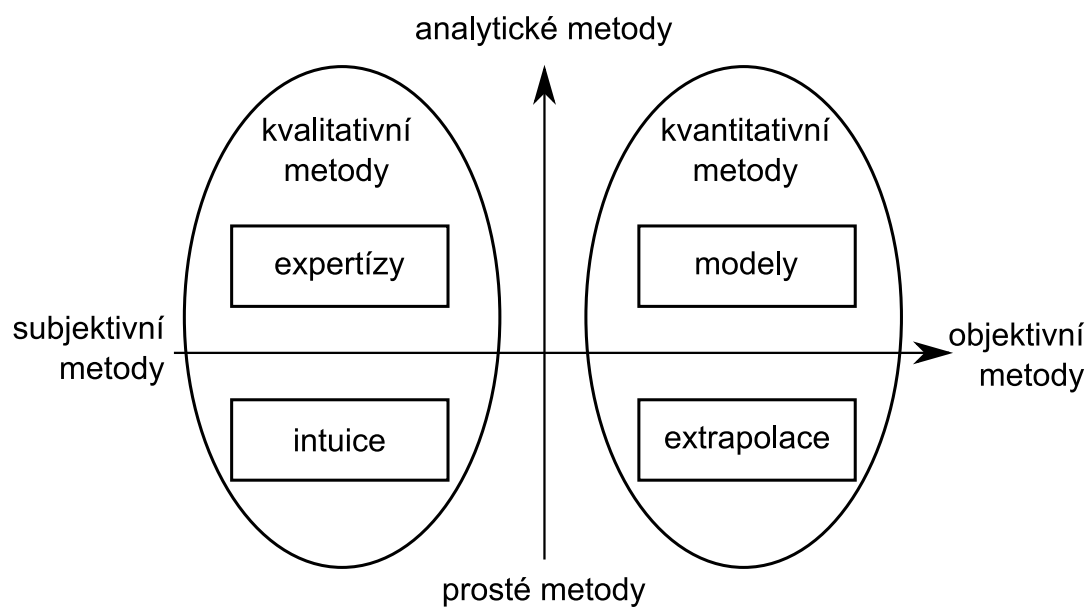 analytické metody
kvalitativní
metody
kvantitativní
metody
expertízy
modely
subjektivní
metody
objektivní
metody
intuice
extrapolace
prosté metody